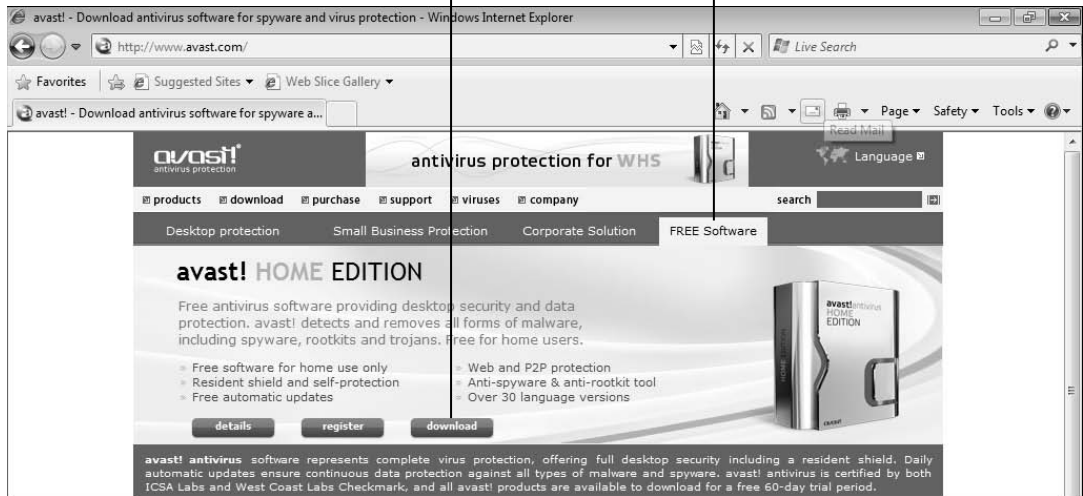 avast! - Download antivirus software for spyware and virus protection - Windows Internet Explorer
http://www.avast.com/
Live Search
Favorites Suggested Sites Web Slice Gallery
avast! - Download antivirus software for spyware a...
Page Safety Tools
Read Mail
avast!
antivirus protection
antivirus protection for WHS
Language
products download purchase support viruses company search
Desktop protection Small Business Protection Corporate Solution FREE Software
avast! HOME EDITION
Free antivirus software providing desktop security and data
protection. avast! detects and removes all forms of malware,
including spyware, rootkits and trojans. Free for home users.
Free software for home use only
Resident shield and self-protection
Free automatic updates
Web and P2P protection
Anti-spyware & anti-rootkit tool
Over 30 language versions
avast! antivirus
HOME
EDITION
HOME EDITION
avast!
details register download
avast! antivirus software represents complete virus protection, offering full desktop security including a resident shield. Daily
automatic updates ensure continuous data protection against all types of malware and spyware. avast! antivirus is certified by both
ICSA Labs and West Coast Labs Checkmark, and all avast! products are available to download for a free 60-day trial period.